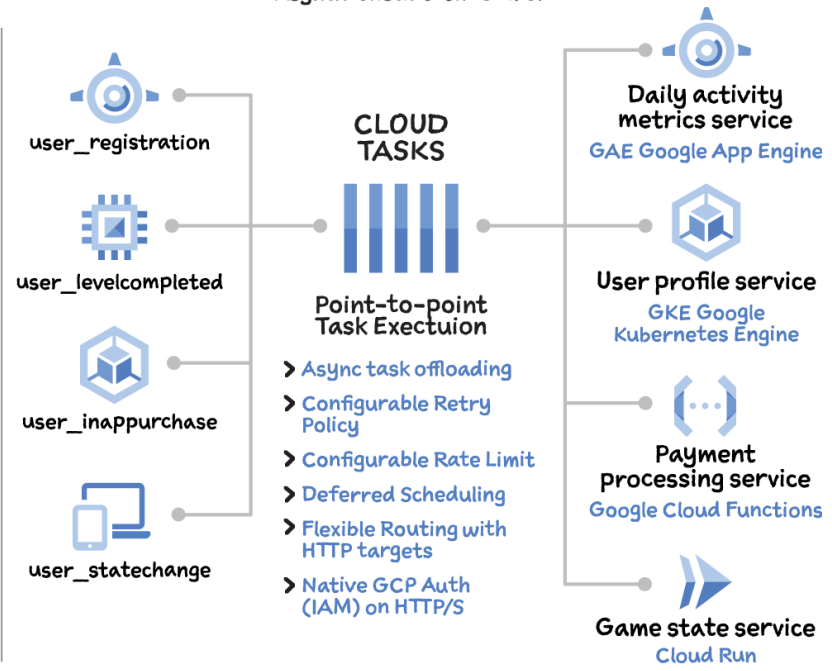 user_registration
user_levelcompleted
user_inappurchase
user_statechange
CLOUD
TASKS
Point-to-point
Task Exectuion
Async task offloading
Configurable Retry
Policy
Configurable Rate Limit
Deferred Scheduling
Flexible Routing with
HTTP targets
Native GCP Auth
(IAM) on HTTP/S
Daily activity
metrics service
GAE Google App Engine
User profile service
GKE Google
Kubernetes Engine
Payment
processing service
Google Cloud Functions
Game state service
Cloud Run